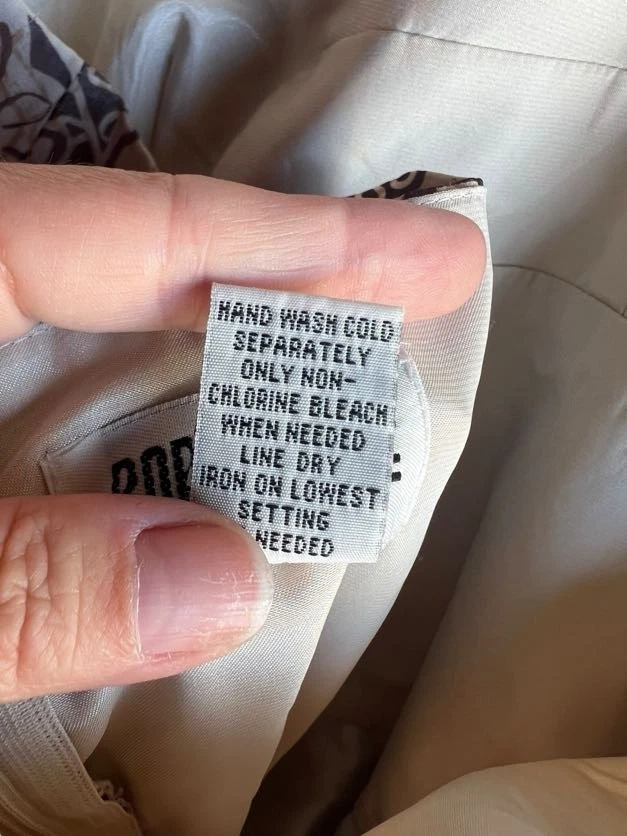 HAND WASH COLD
SEPARATELY
ONLY NON-
CHLORINE BLEACH
WHEN NEEDED
LINE DRY
IRON ON LOWEST
SETTING
NEEDED